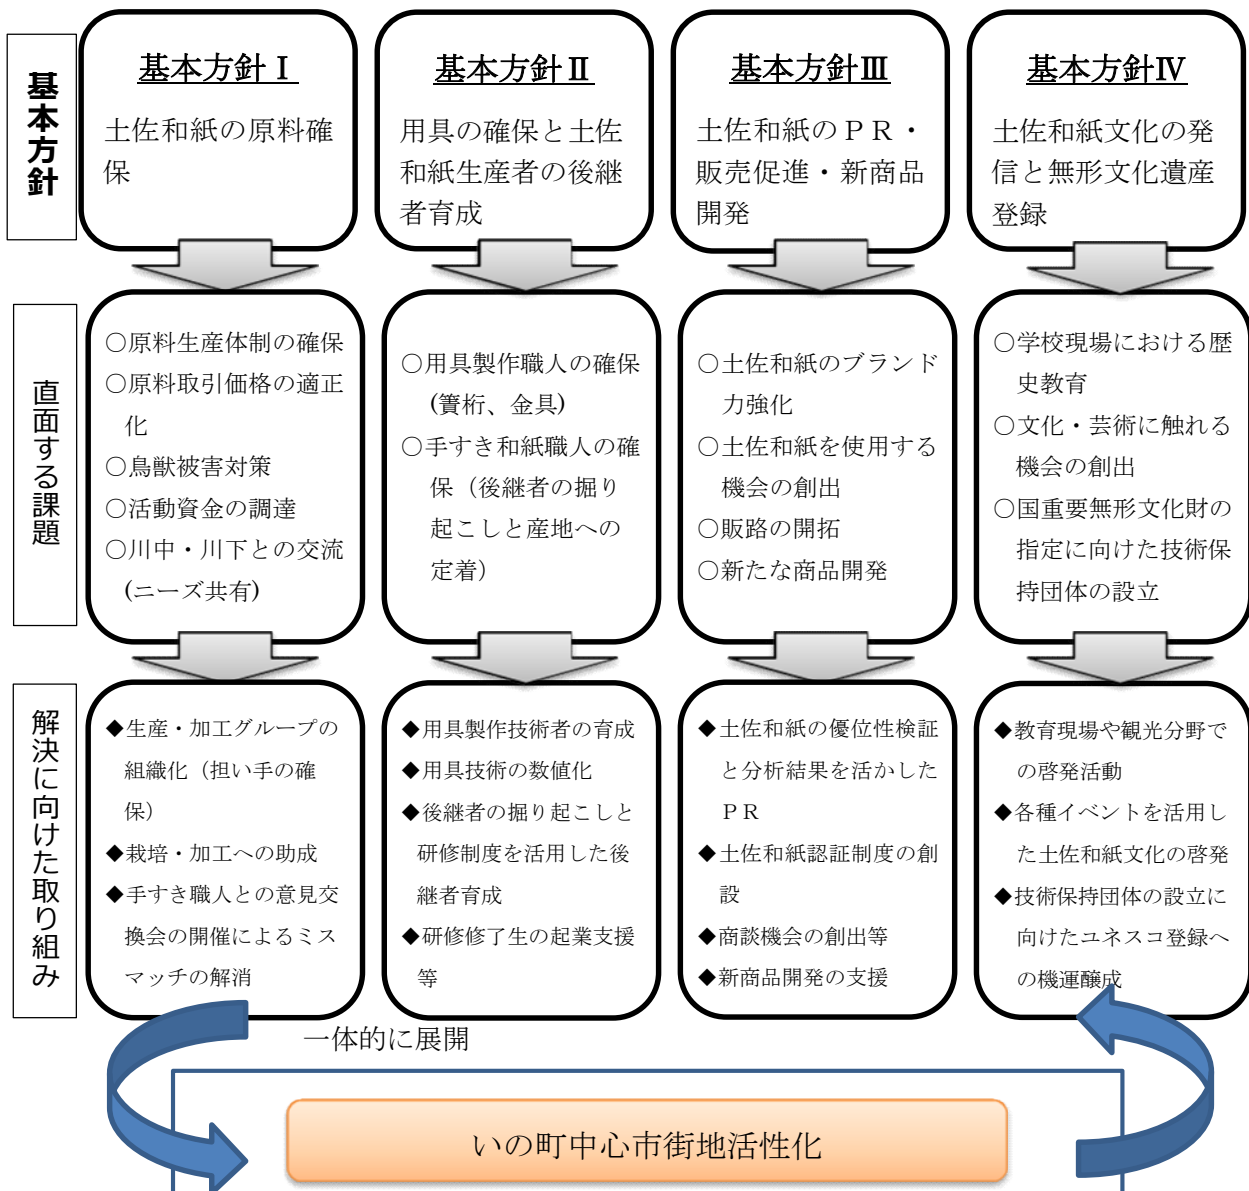 基本方針
基本方針Ⅰ
土佐和紙の原料確
保
基本方針Ⅱ
用具の確保と土佐
和紙生産者の後継
者育成
基本方針Ⅲ
土佐和紙のＰＲ・
販売促進・新商品
開発
基本方針Ⅳ
土佐和紙文化の発
信と無形文化遺産
登録
直面する課題
○原料生産体制の確保
○原料取引価格の適正
化
○鳥獣被害対策
○活動資金の調達
○川中・川下との交流
(ニーズ共有)
○用具製作職人の確保
(簀桁、金具)
○手すき和紙職人の確
保（後継者の掘り
起こしと産地への
定着）
○土佐和紙のブランド
力強化
○土佐和紙を使用する
機会の創出
○販路の開拓
○新たな商品開発
○学校現場における歴
史教育
○文化・芸術に触れる
機会の創出
○国重要無形文化財の
指定に向けた技術保
持団体の設立
解決に向けた取り組み
◆生産・加工グループの
組織化（担い手の確
保）
◆栽培・加工への助成
◆手すき職人との意見交
換会の開催によるミス
マッチの解消
◆用具製作技術者の育成
◆用具技術の数値化
◆後継者の掘り起こしと
研修制度を活用した後
継者育成
◆研修修了生の起業支援
等
◆土佐和紙の優位性検証
と分析結果を活かした
ＰＲ
◆土佐和紙認証制度の創
設
◆商談機会の創出等
◆新商品開発の支援
◆教育現場や観光分野で
の啓発活動
◆各種イベントを活用し
た土佐和紙文化の啓発
◆技術保持団体の設立に
向けたユネスコ登録へ
の機運醸成
一体的に展開
いの町中心市街地活性化